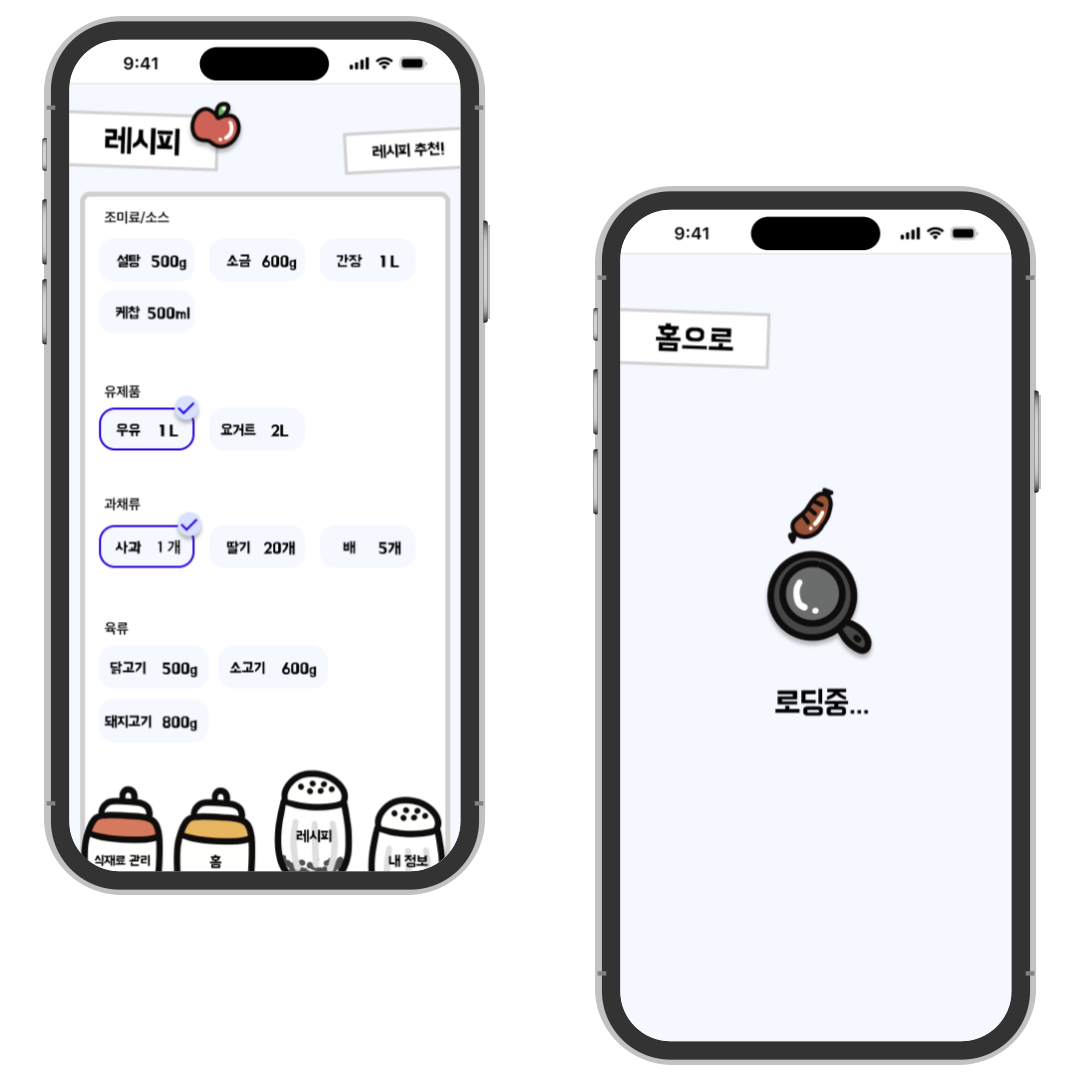 9:41
레시피
레시피 추천!
조미료/소스
설탕 500g 소금 600g 간장 1L
케찹 500ml
유제품
우유 1L 요거트 2L
과채류
사과 1개 딸기 20개 배 5개
육류
닭고기 500g 소고기 600g
돼지고기 800g
식재료 관리 홈 레시피 내 정보
9:41
홈으로
로딩중...